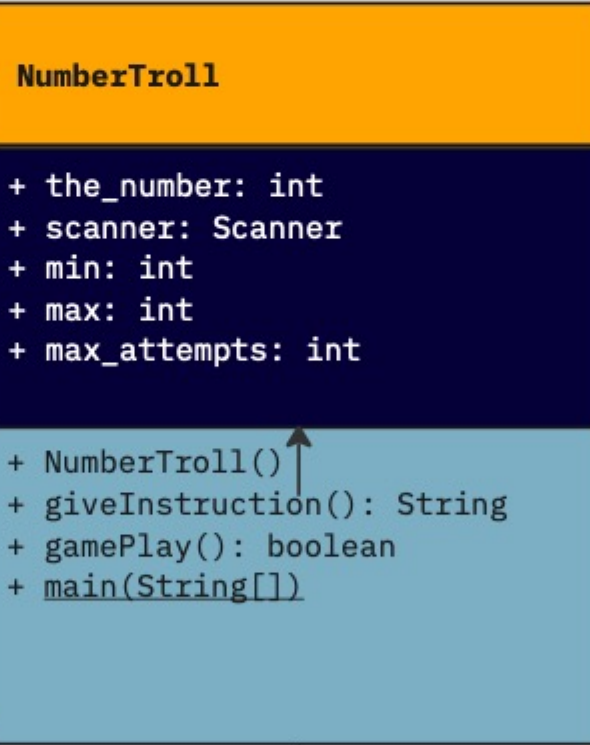 NumberTroll
+ the_number: int
+ scanner: Scanner
+ min: int
+ max: int
+ max_attempts: int
+ NumberTroll()
+ giveInstruction(): String
+ gamePlay(): boolean
+ main(String[])